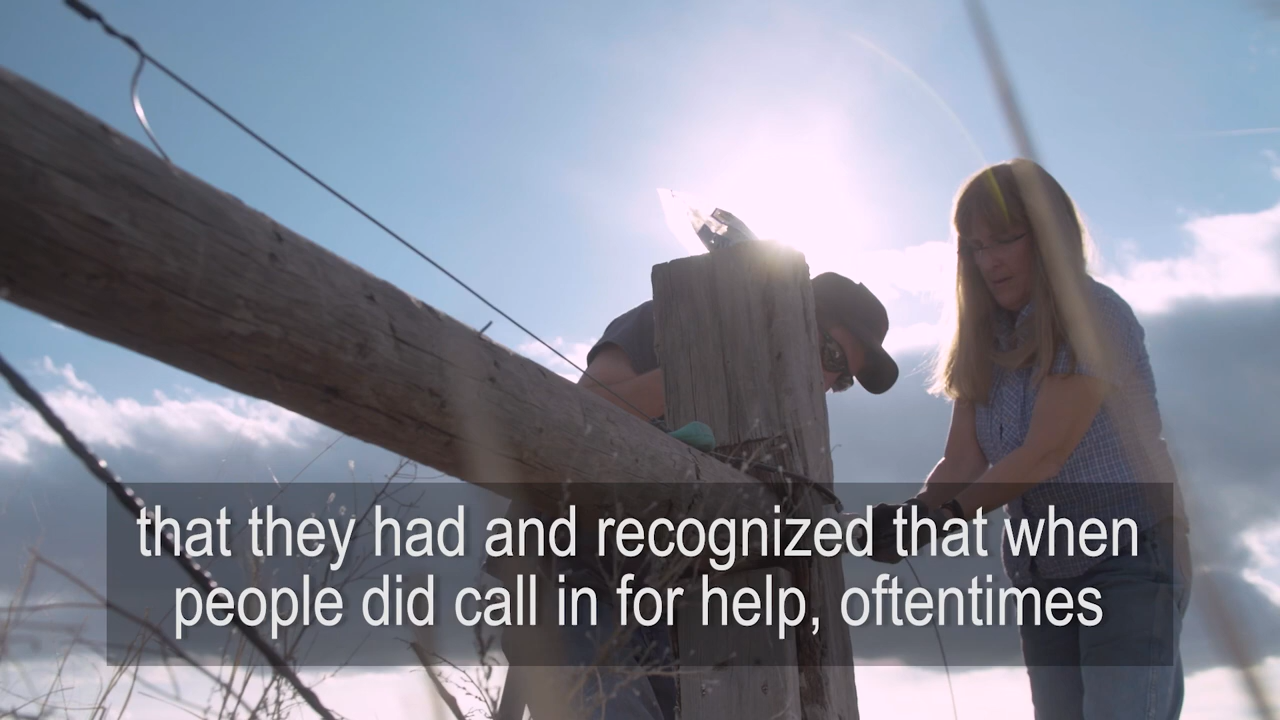 that they had and recognized that when
people did call in for help, oftentimes